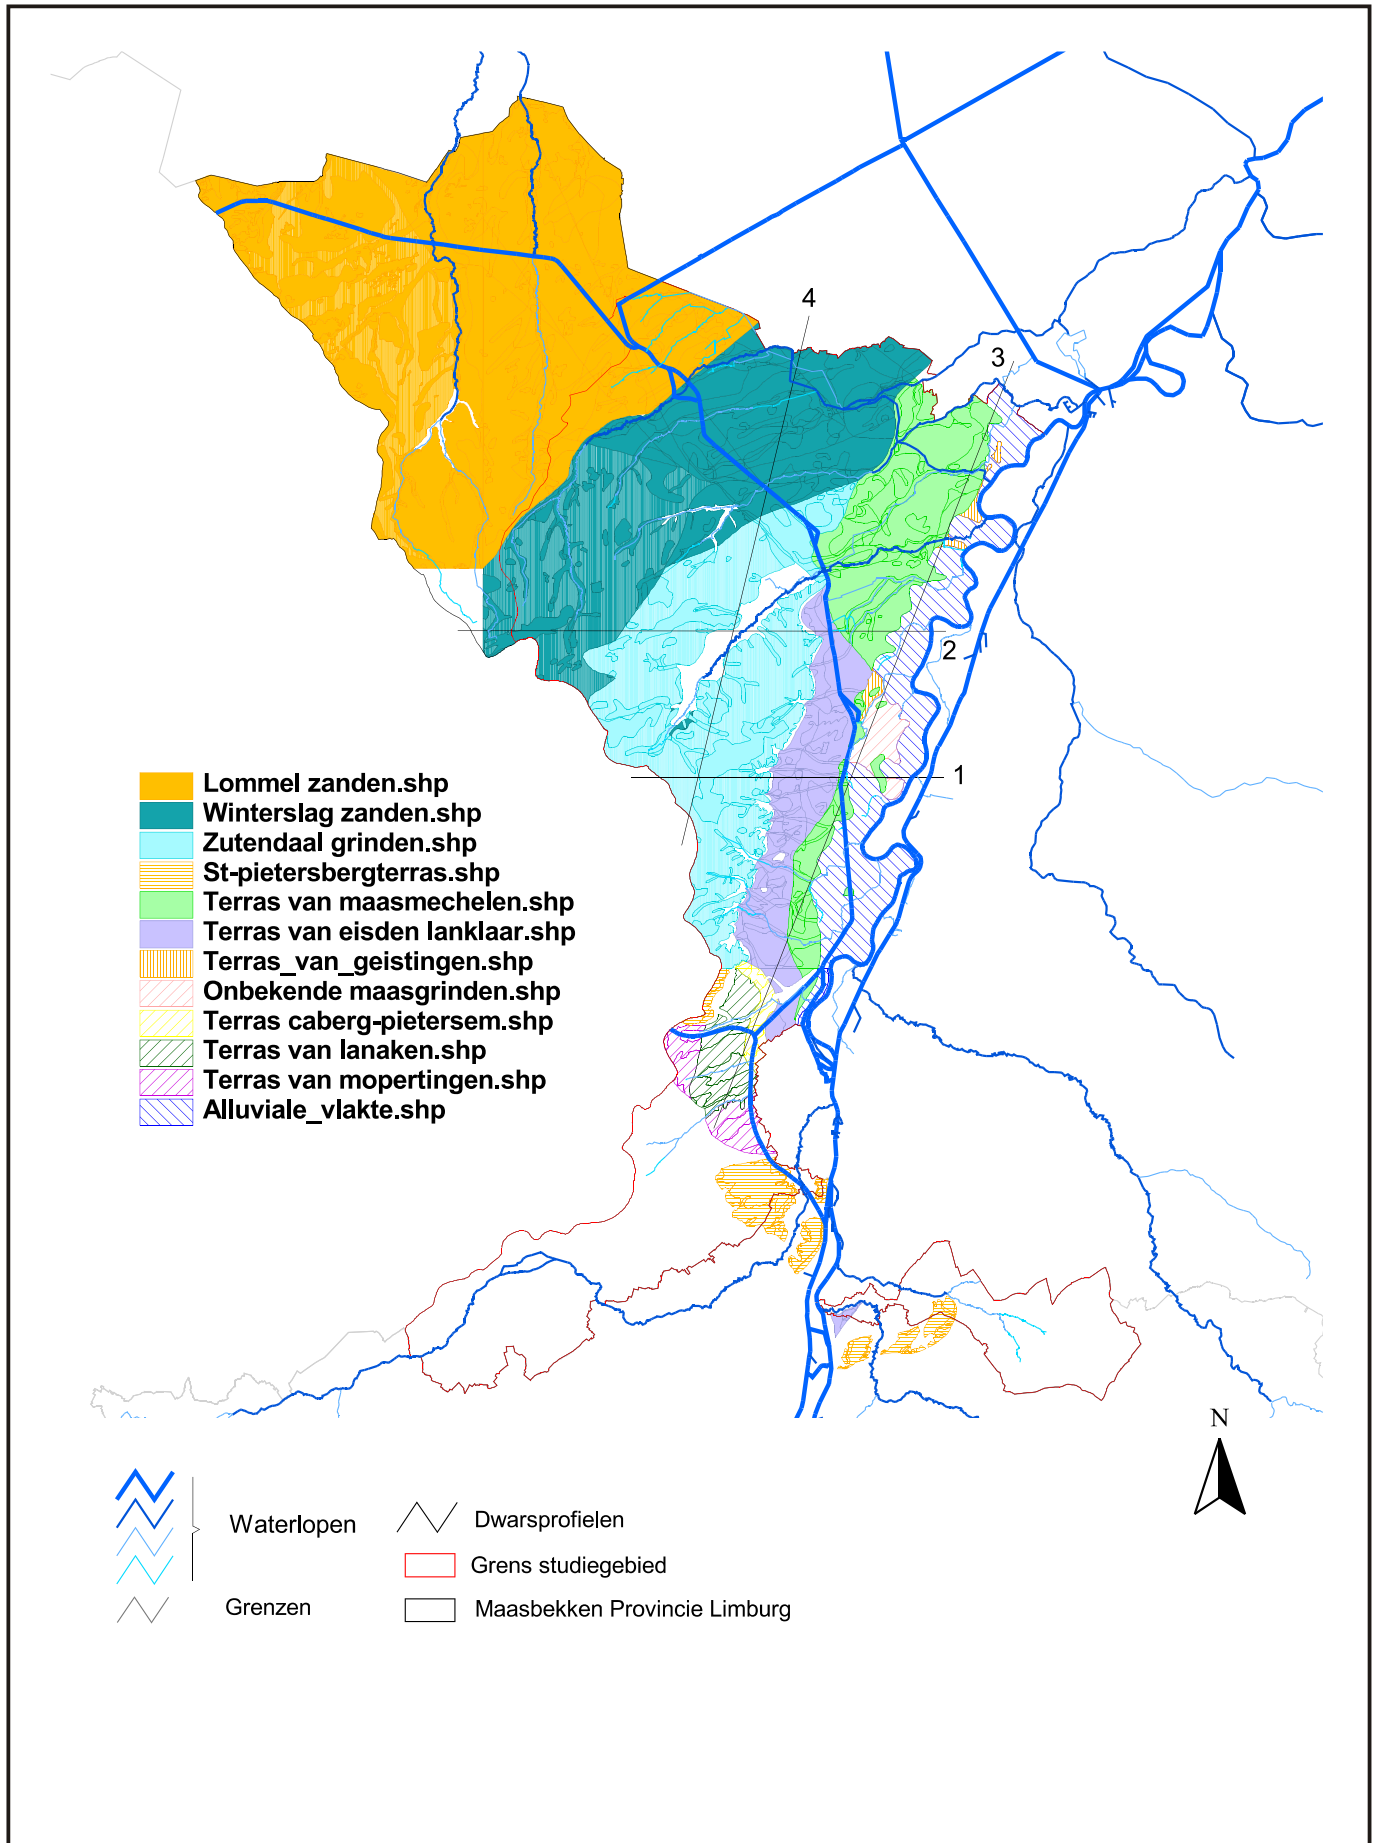 4
3
2
1
Lommel zanden.shp
Winterslag zanden.shp
Zutendaal grinden.shp
St-pietersbergterras.shp
Terras van maasmechelen.shp
Terras van eisden lanklaar.shp
Terras_van_geistingen.shp
Onbekende maasgrinden.shp
Terras caberg-pietersem.shp
Terras van lanaken.shp
Terras van mopertingen.shp
Alluviale_vlakte.shp
N
Waterlopen
Grenzen
Dwarsprofielen
Grens studiegebied
Maasbekken Provincie Limburg